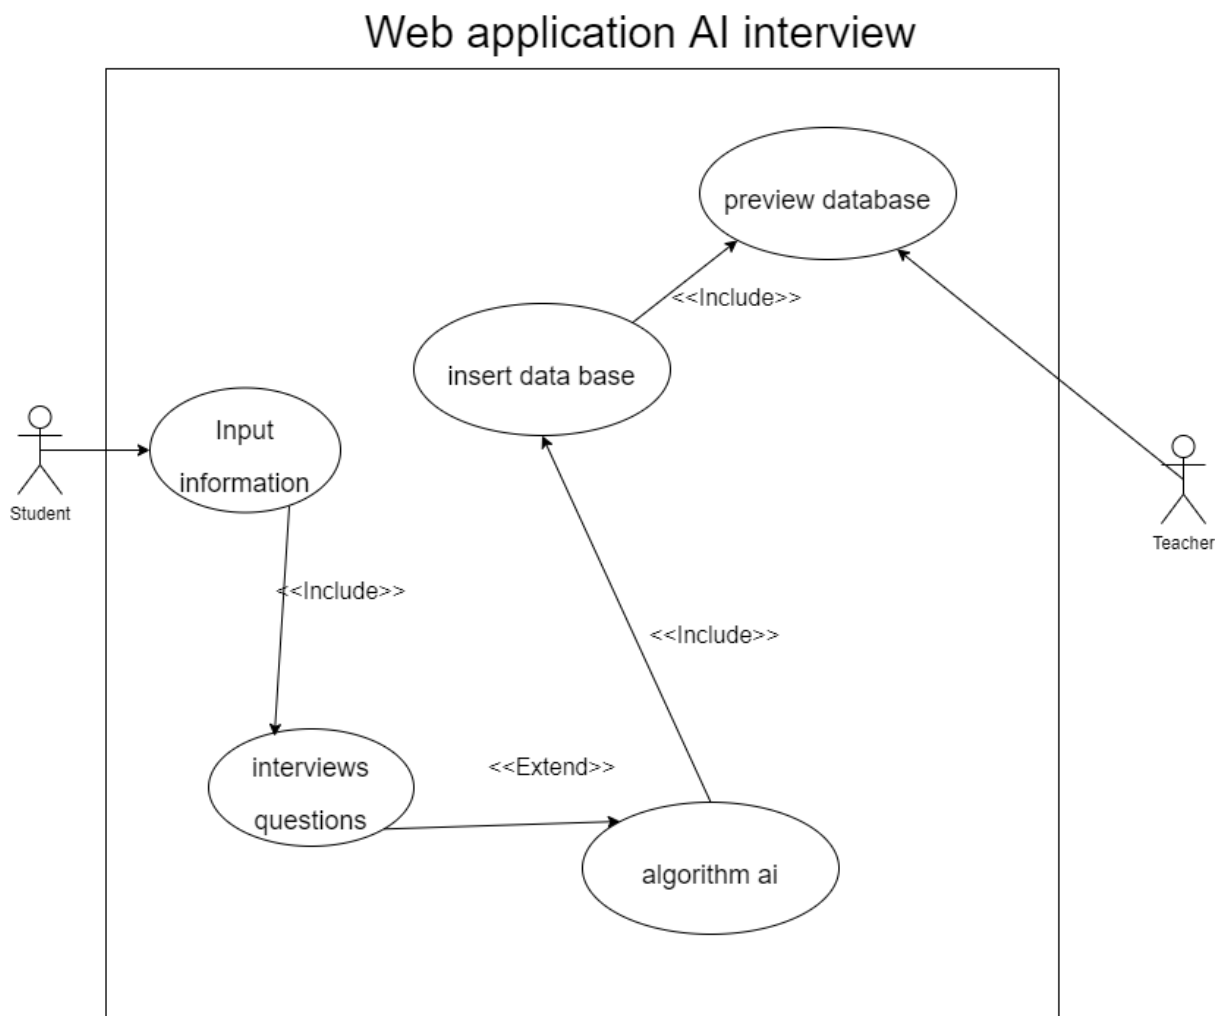 Web application AI interview
preview database
<<Include>>
insert data base
Input
information
Student
Teacher
<<Include>>
<<Include>>
interviews
questions
<<Extend>>
algorithm ai